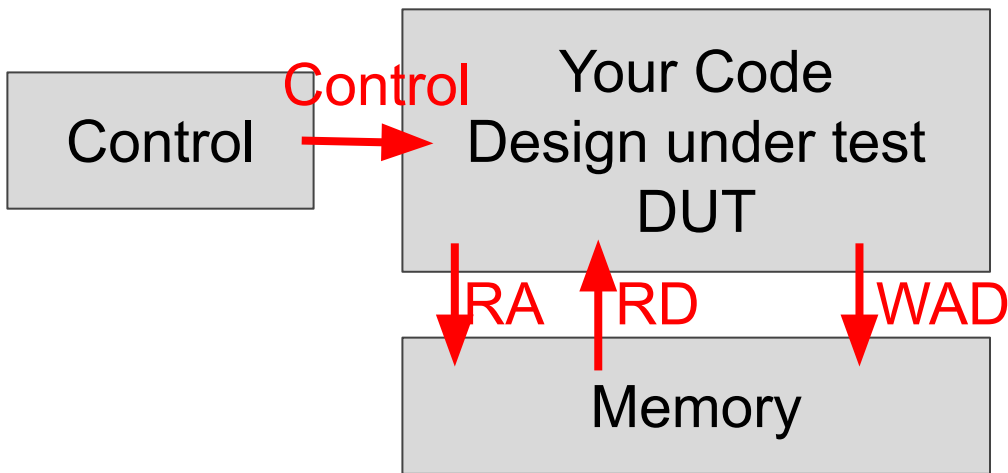 Control
Control
Your Code
Design under test
DUT
RA
RD
WAD
Memory